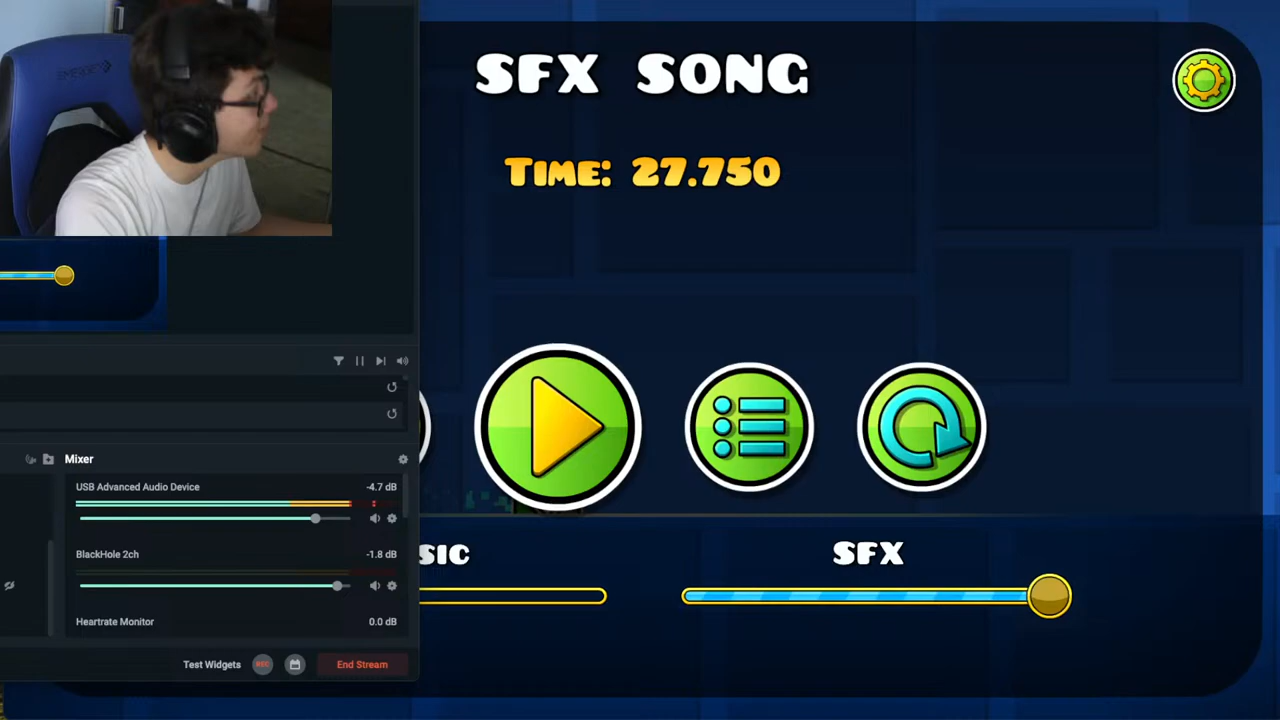 SFX SONG
TIME: 27.750
Mixer
USB Advanced Audio Device -4.7 dB
BlackHole 2ch -1.8 dB
Heartrate Monitor 0.0 dB
SIC
SFX
Test Widgets REC End Stream